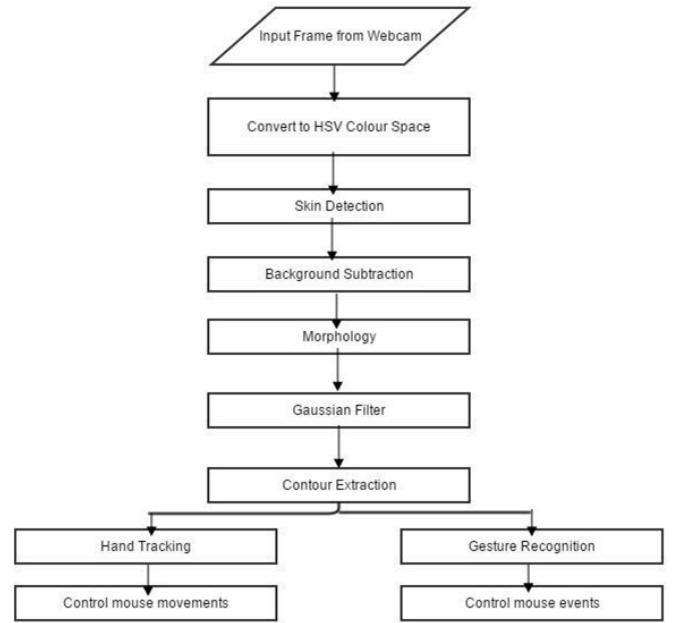 Input Frame from Webcam
Convert to HSV Colour Space
Skin Detection
Background Subtraction
Morphology
Gaussian Filter
Contour Extraction
Hand Tracking
Gesture Recognition
Control mouse movements
Control mouse events